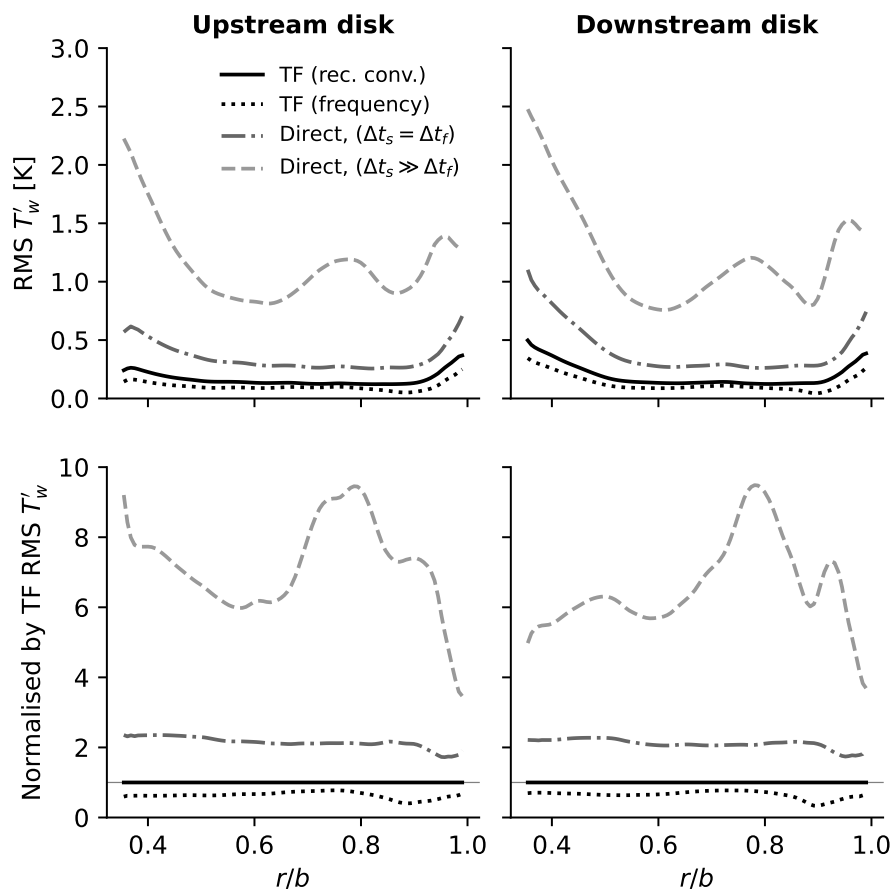 Upstream disk
Downstream disk
3.0
2.5
2.0
1.5
1.0
0.5
0.0
RMS T′w [K]
TF (rec. conv.)
TF (frequency)
Direct, (Δts = Δtf)
Direct, (Δts ≫ Δtf)
10
8
6
4
2
0
Normalised by TF RMS T′w
0.4 0.6 0.8 1.0
0.4 0.6 0.8 1.0
r/b
r/b